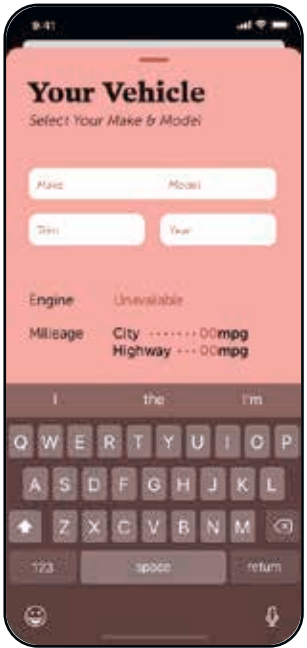 9:41
Your Vehicle
Select Your Make & Model
Make Model
Trim Year
Engine Unavailable
Milleage City ······· 00mpg
Highway ··· 00mpg
I the I'm
Q W E R T Y U I O P
A S D F G H J K L
Z X C V B N M
123 space return